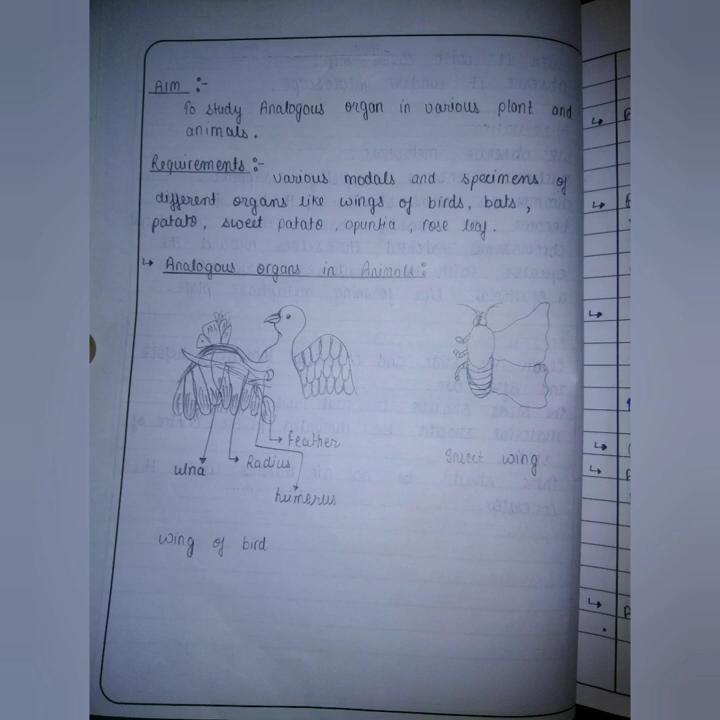 Aim :-
To study Analogous organ in various plant and
animals.
Requirements :-
various modals and specimens of
different organs like wings of birds, bats,
patato, sweet patato, opuntia, rose leaf.
↳ Analogous organs in Animals :
feather
ulna
Radius
humerus
Insect wing
wing of bird